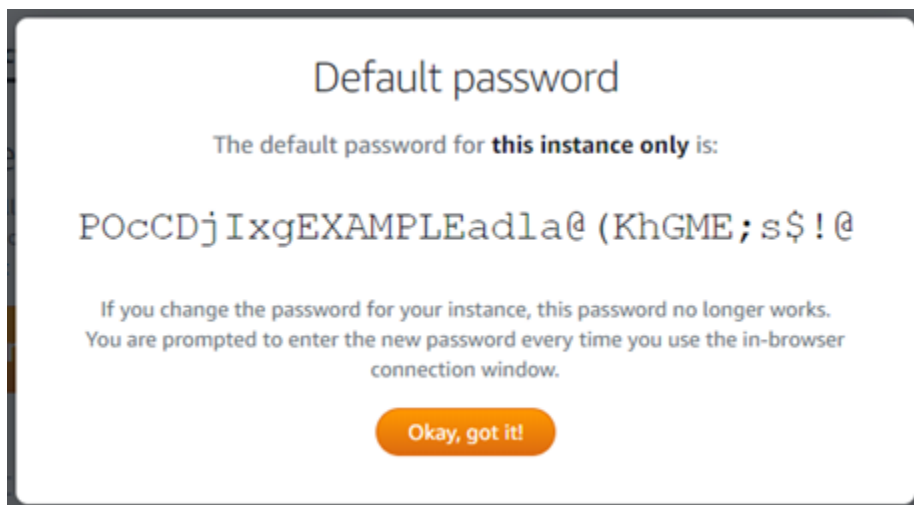 Default password
The default password for this instance only is:
POcCDjIxgEXAMPLEadla@(KhGME;s$!@
If you change the password for your instance, this password no longer works.
You are prompted to enter the new password every time you use the in-browser
connection window.
Okay, got it!